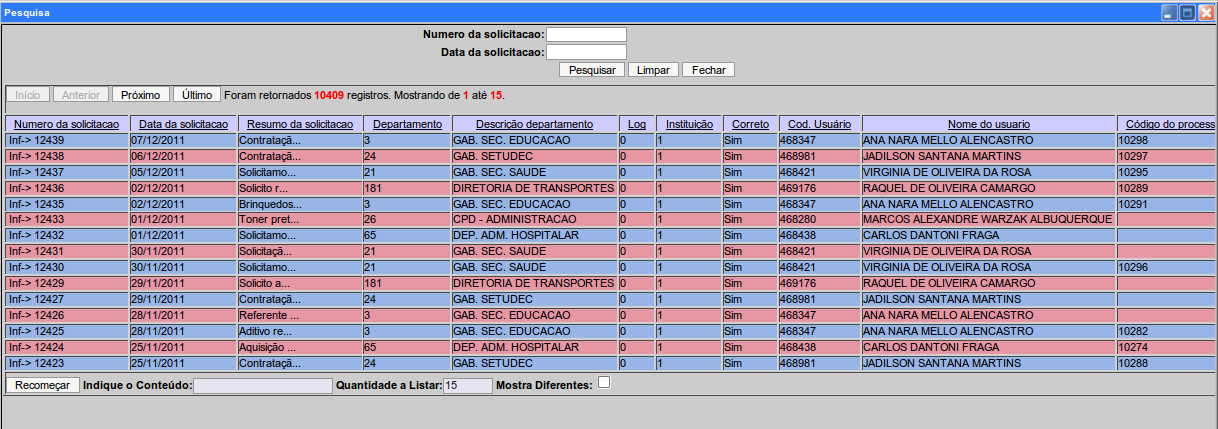 Pesquisa
Numero da solicitacao:
Data da solicitacao:
Pesquisar Limpar Fechar
Início Anterior Próximo Último Foram retornados 10409 registros. Mostrando de 1 até 15.
Numero da solicitacao Data da solicitacao Resumo da solicitacao Departamento Descrição departamento Log Instituição Correto Cod. Usuário Nome do usuario Código do process
Inf-> 12439 07/12/2011 Contrataçã... 3 GAB. SEC. EDUCACAO 0 1 Sim 468347 ANA NARA MELLO ALENCASTRO 10298
Inf-> 12438 06/12/2011 Contrataçã... 24 GAB. SETUDEC 0 1 Sim 468981 JADILSON SANTANA MARTINS 10297
Inf-> 12437 05/12/2011 Solicitamo... 21 GAB. SEC. SAUDE 0 1 Sim 468421 VIRGINIA DE OLIVEIRA DA ROSA 10295
Inf-> 12436 02/12/2011 Solicito r... 181 DIRETORIA DE TRANSPORTES 0 1 Sim 469176 RAQUEL DE OLIVEIRA CAMARGO 10289
Inf-> 12435 02/12/2011 Brinquedos... 3 GAB. SEC. EDUCACAO 0 1 Sim 468347 ANA NARA MELLO ALENCASTRO 10291
Inf-> 12433 01/12/2011 Toner pret... 26 CPD - ADMINISTRACAO 0 1 Sim 468280 MARCOS ALEXANDRE WARZAK ALBUQUERQUE
Inf-> 12432 01/12/2011 Solicitamo... 65 DEP. ADM. HOSPITALAR 0 1 Sim 468438 CARLOS DANTONI FRAGA
Inf-> 12431 30/11/2011 Solicitaçã... 21 GAB. SEC. SAUDE 0 1 Sim 468421 VIRGINIA DE OLIVEIRA DA ROSA
Inf-> 12430 30/11/2011 Solicitamo... 21 GAB. SEC. SAUDE 0 1 Sim 468421 VIRGINIA DE OLIVEIRA DA ROSA 10296
Inf-> 12429 29/11/2011 Solicito a... 181 DIRETORIA DE TRANSPORTES 0 1 Sim 469176 RAQUEL DE OLIVEIRA CAMARGO
Inf-> 12427 29/11/2011 Contrataçã... 24 GAB. SETUDEC 0 1 Sim 468981 JADILSON SANTANA MARTINS
Inf-> 12426 28/11/2011 Referente ... 3 GAB. SEC. EDUCACAO 0 1 Sim 468347 ANA NARA MELLO ALENCASTRO
Inf-> 12425 28/11/2011 Aditivo re... 3 GAB. SEC. EDUCACAO 0 1 Sim 468347 ANA NARA MELLO ALENCASTRO 10282
Inf-> 12424 25/11/2011 Aquisição ... 65 DEP. ADM. HOSPITALAR 0 1 Sim 468438 CARLOS DANTONI FRAGA 10274
Inf-> 12423 25/11/2011 Contrataçã... 24 GAB. SETUDEC 0 1 Sim 468981 JADILSON SANTANA MARTINS 10288
Recomeçar Indique o Conteúdo: Quantidade a Listar: 15 Mostra Diferentes: